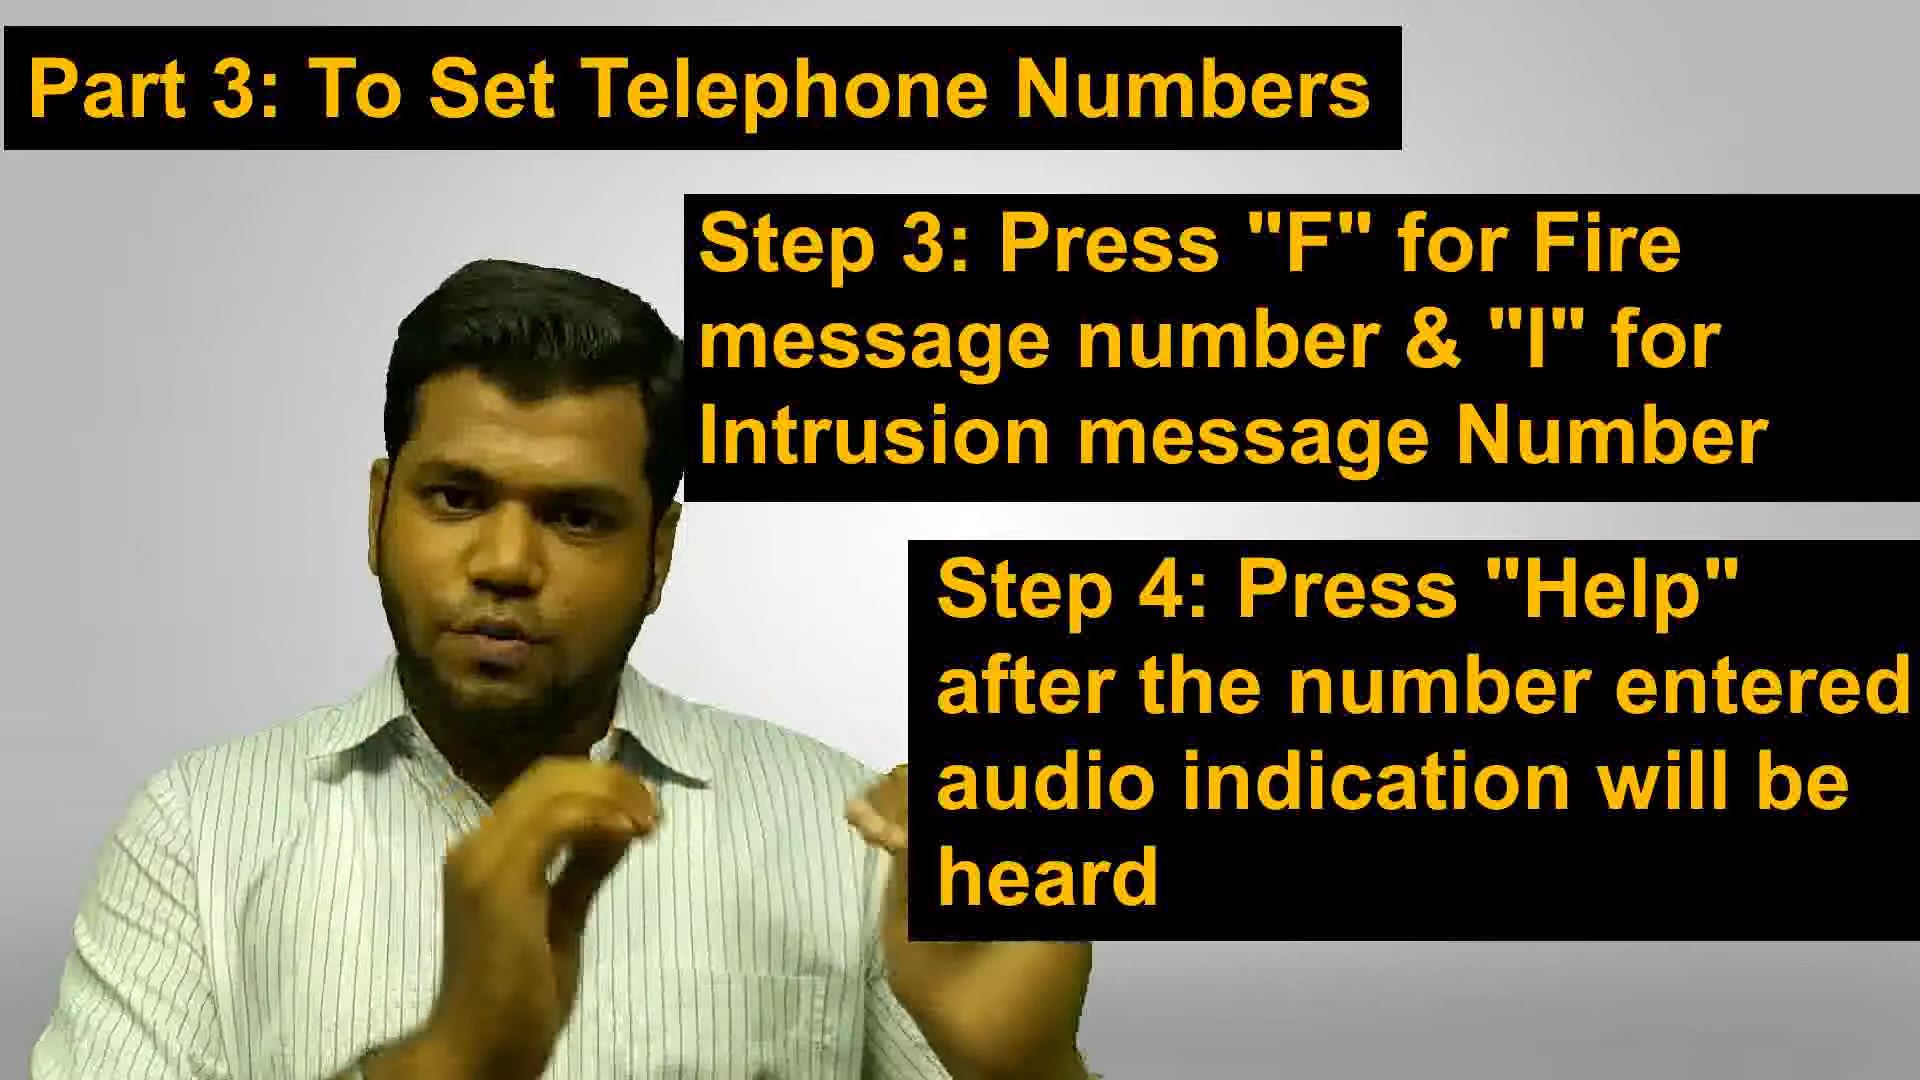 Part 3: To Set Telephone Numbers
Step 3: Press "F" for Fire
message number & "I" for
Intrusion message Number
Step 4: Press "Help"
after the number entered
audio indication will be
heard